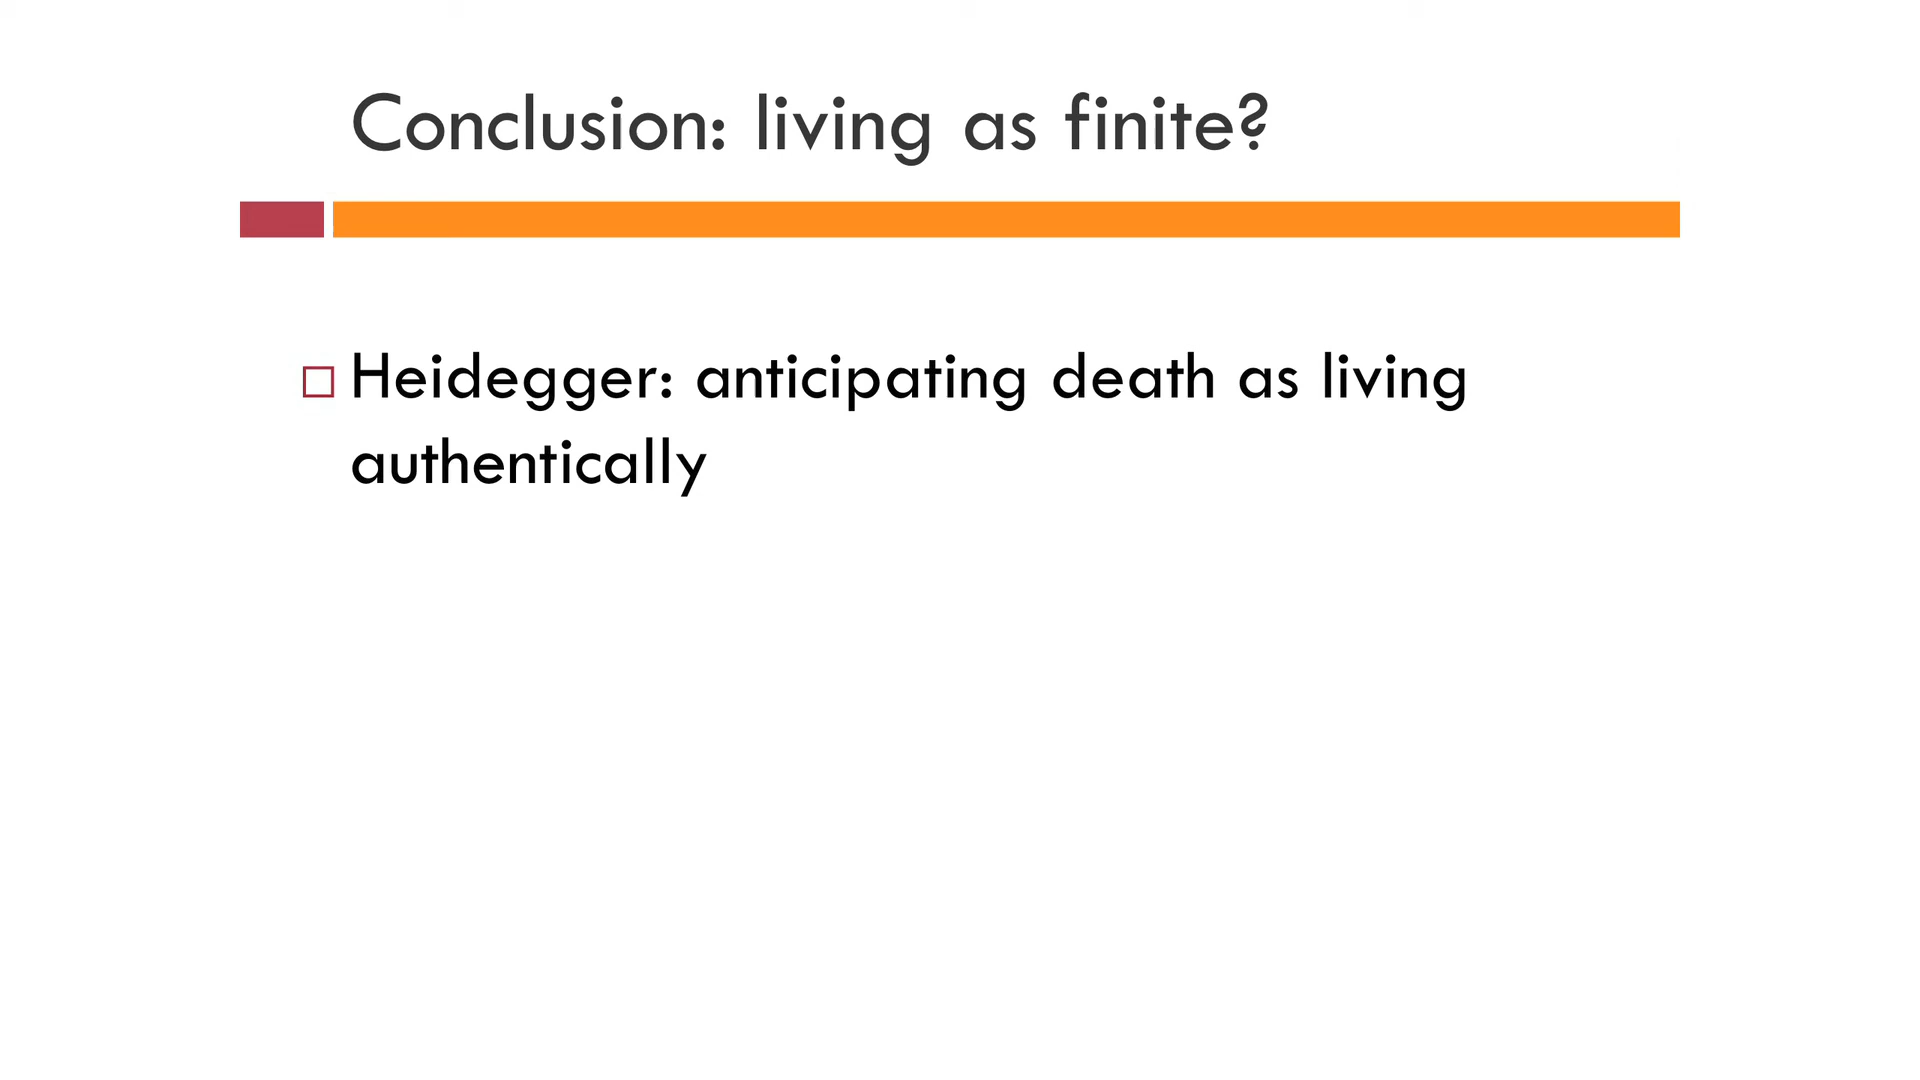 Conclusion: living as finite?
Heidegger: anticipating death as living
authentically